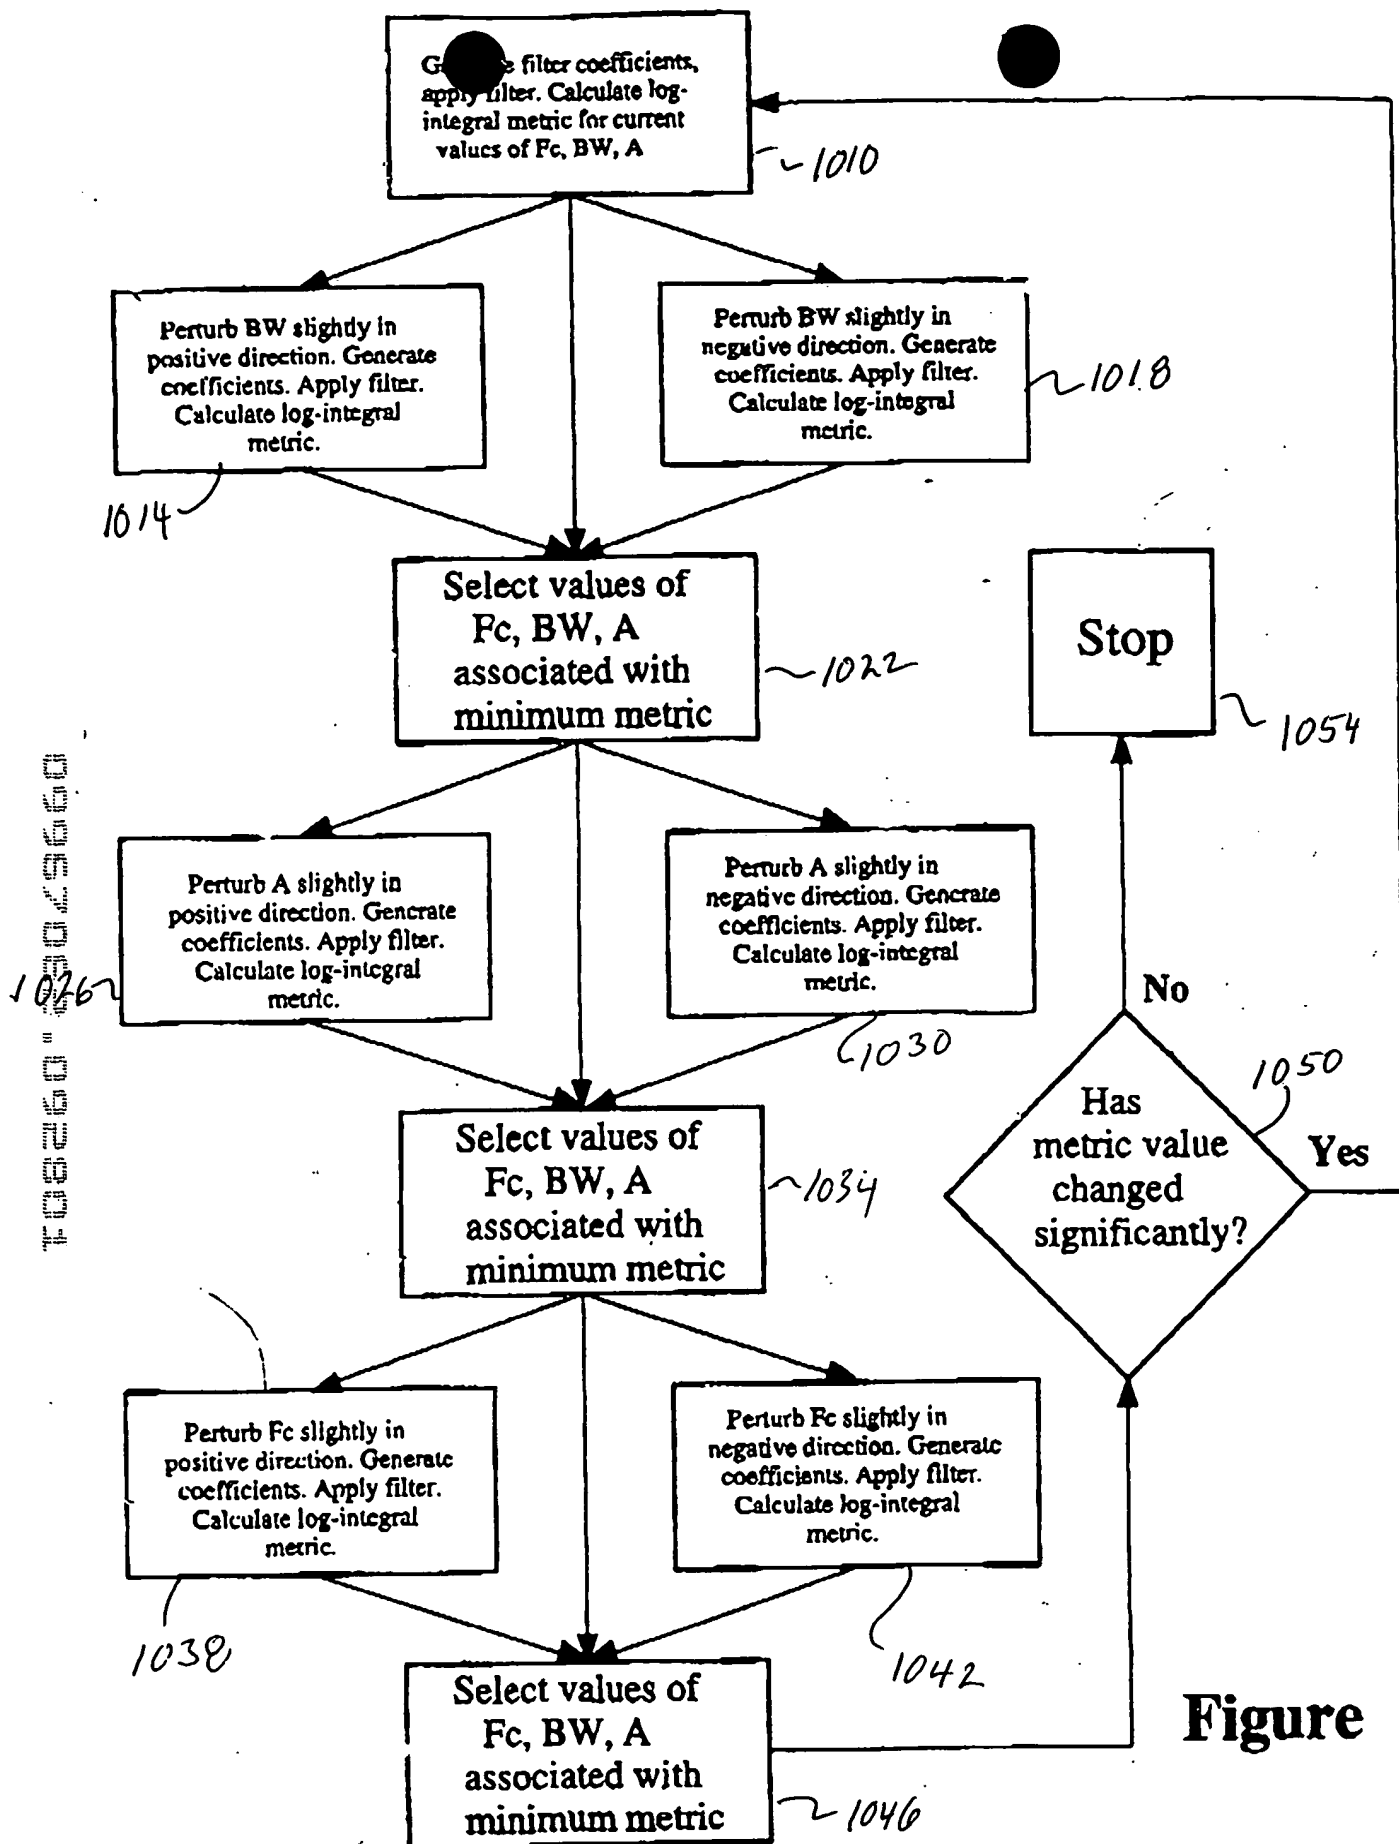 filter coefficients,
apply filter. Calculate log-
integral metric for current
values of Fc, BW, A
1010
Perturb BW slightly in
positive direction. Generate
coefficients. Apply filter.
Calculate log-integral
metric.
1014
Perturb BW slightly in
negative direction. Generate
coefficients. Apply filter.
Calculate log-integral
metric.
1018
Select values of
Fc, BW, A
associated with
minimum metric
1022
Stop
1054
Perturb A slightly in
positive direction. Generate
coefficients. Apply filter.
Calculate log-integral
metric.
1026
Perturb A slightly in
negative direction. Generate
coefficients. Apply filter.
Calculate log-integral
metric.
1030
No
Has
metric value
changed
significantly?
1050
Yes
Select values of
Fc, BW, A
associated with
minimum metric
1034
Perturb Fc slightly in
positive direction. Generate
coefficients. Apply filter.
Calculate log-integral
metric.
1038
Perturb Fc slightly in
negative direction. Generate
coefficients. Apply filter.
Calculate log-integral
metric.
1042
Select values of
Fc, BW, A
associated with
minimum metric
1046
Figure